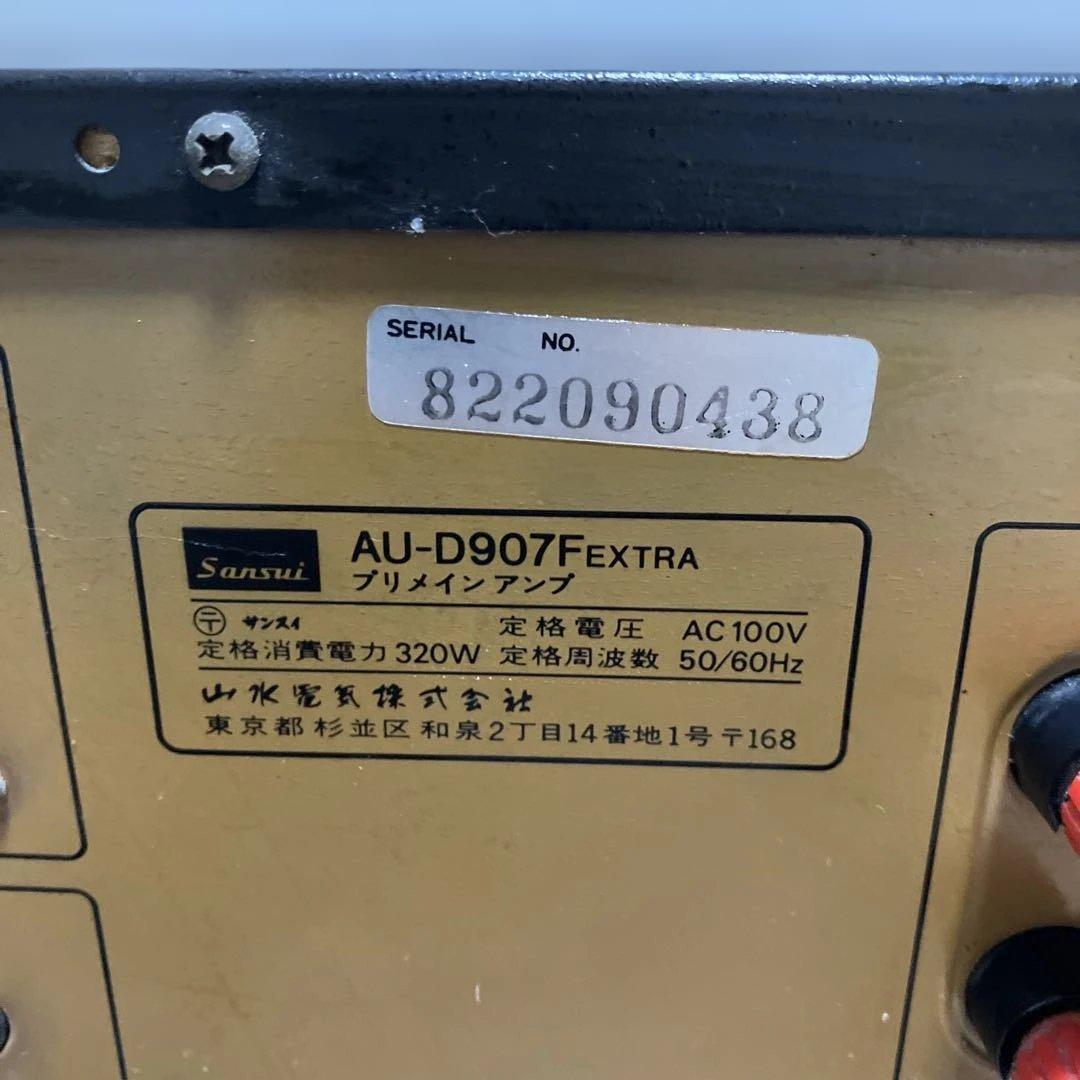 SERIAL NO.
822090438
Sansui AU-D907F EXTRA
プリメインアンプ
〒 サンスイ 定格電圧 AC100V
定格消費電力 320W 定格周波数 50/60Hz
山水電気株式会社
東京都杉並区和泉2丁目14番地1号 〒168